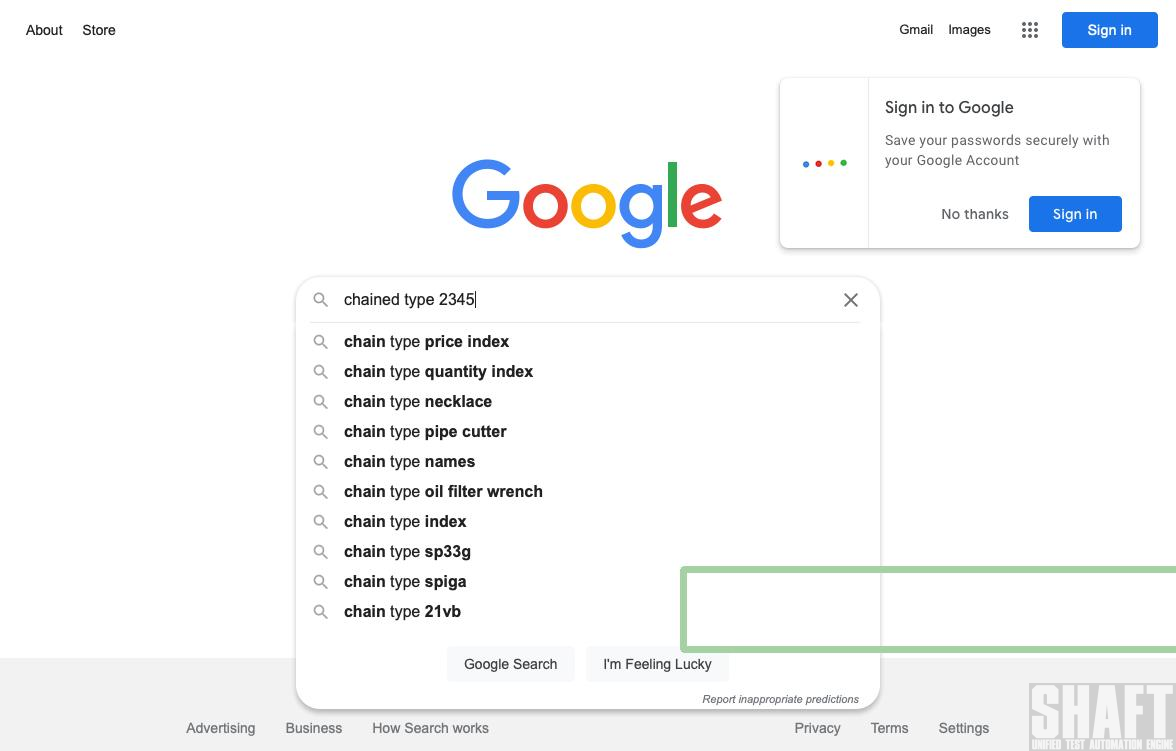 About Store
Gmail Images Sign in
Sign in to Google
Save your passwords securely with
your Google Account
No thanks Sign in
Google
chained type 2345
chain type price index
chain type quantity index
chain type necklace
chain type pipe cutter
chain type names
chain type oil filter wrench
chain type index
chain type sp33g
chain type spiga
chain type 21vb
Google Search I'm Feeling Lucky
Report inappropriate predictions
Advertising Business How Search works
Privacy Terms Settings
SHAFT
UNIFIED TEST AUTOMATION ENGINE